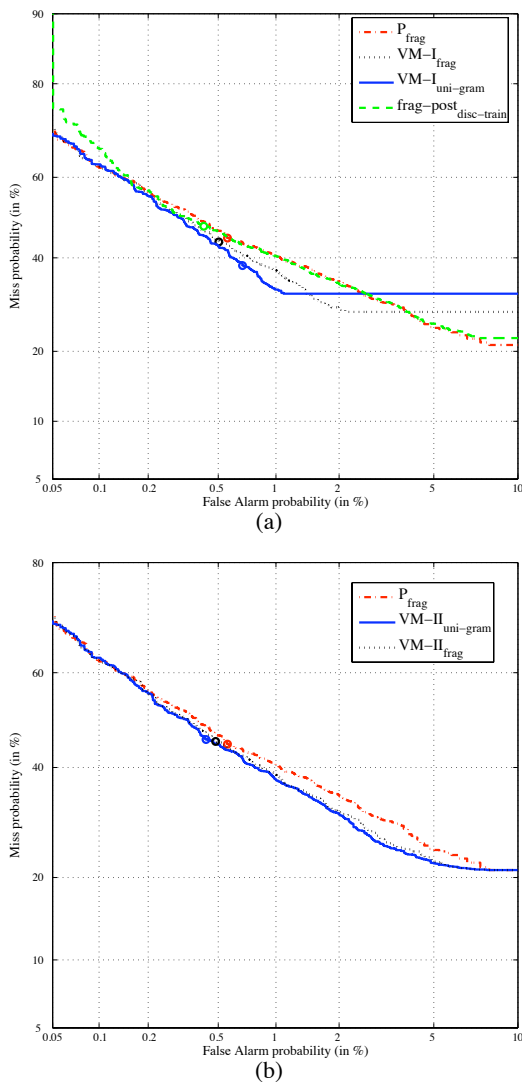 90
80
60
40
20
10
5
Miss probability (in %)
P_frag
VM−I_frag
VM−I_uni−gram
frag−post_disc−train
0.05 0.1 0.2 0.5 1 2 5 10
False Alarm probability (in %)
(a)
80
60
40
20
10
5
Miss probability (in %)
P_frag
VM−II_uni−gram
VM−II_frag
0.05 0.1 0.2 0.5 1 2 5 10
False Alarm probability (in %)
(b)